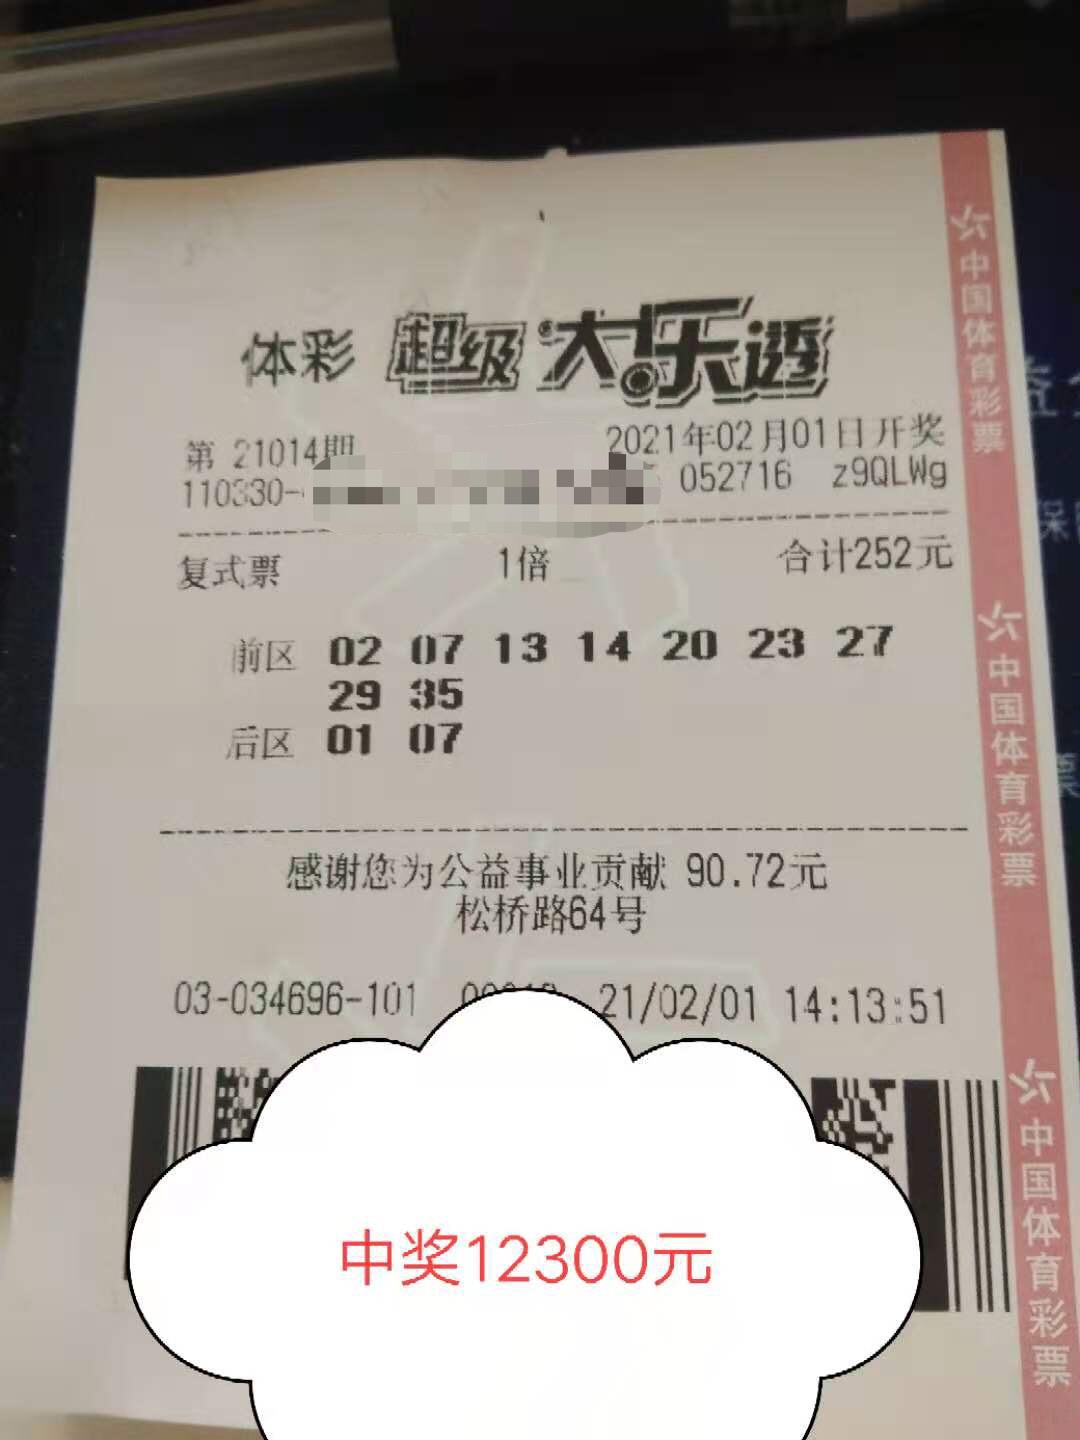 体彩 超级大乐透
第 21014期 2021年02月01日开奖
110330- 052716 z9QLWg
复式票 1倍 合计252元
前区 02 07 13 14 20 23 27
29 35
后区 01 07
感谢您为公益事业贡献 90.72元
松桥路64号
03-034696-101 21/02/01 14:13:51
中奖12300元
中国体育彩票
中国体育彩票
中国体育彩票